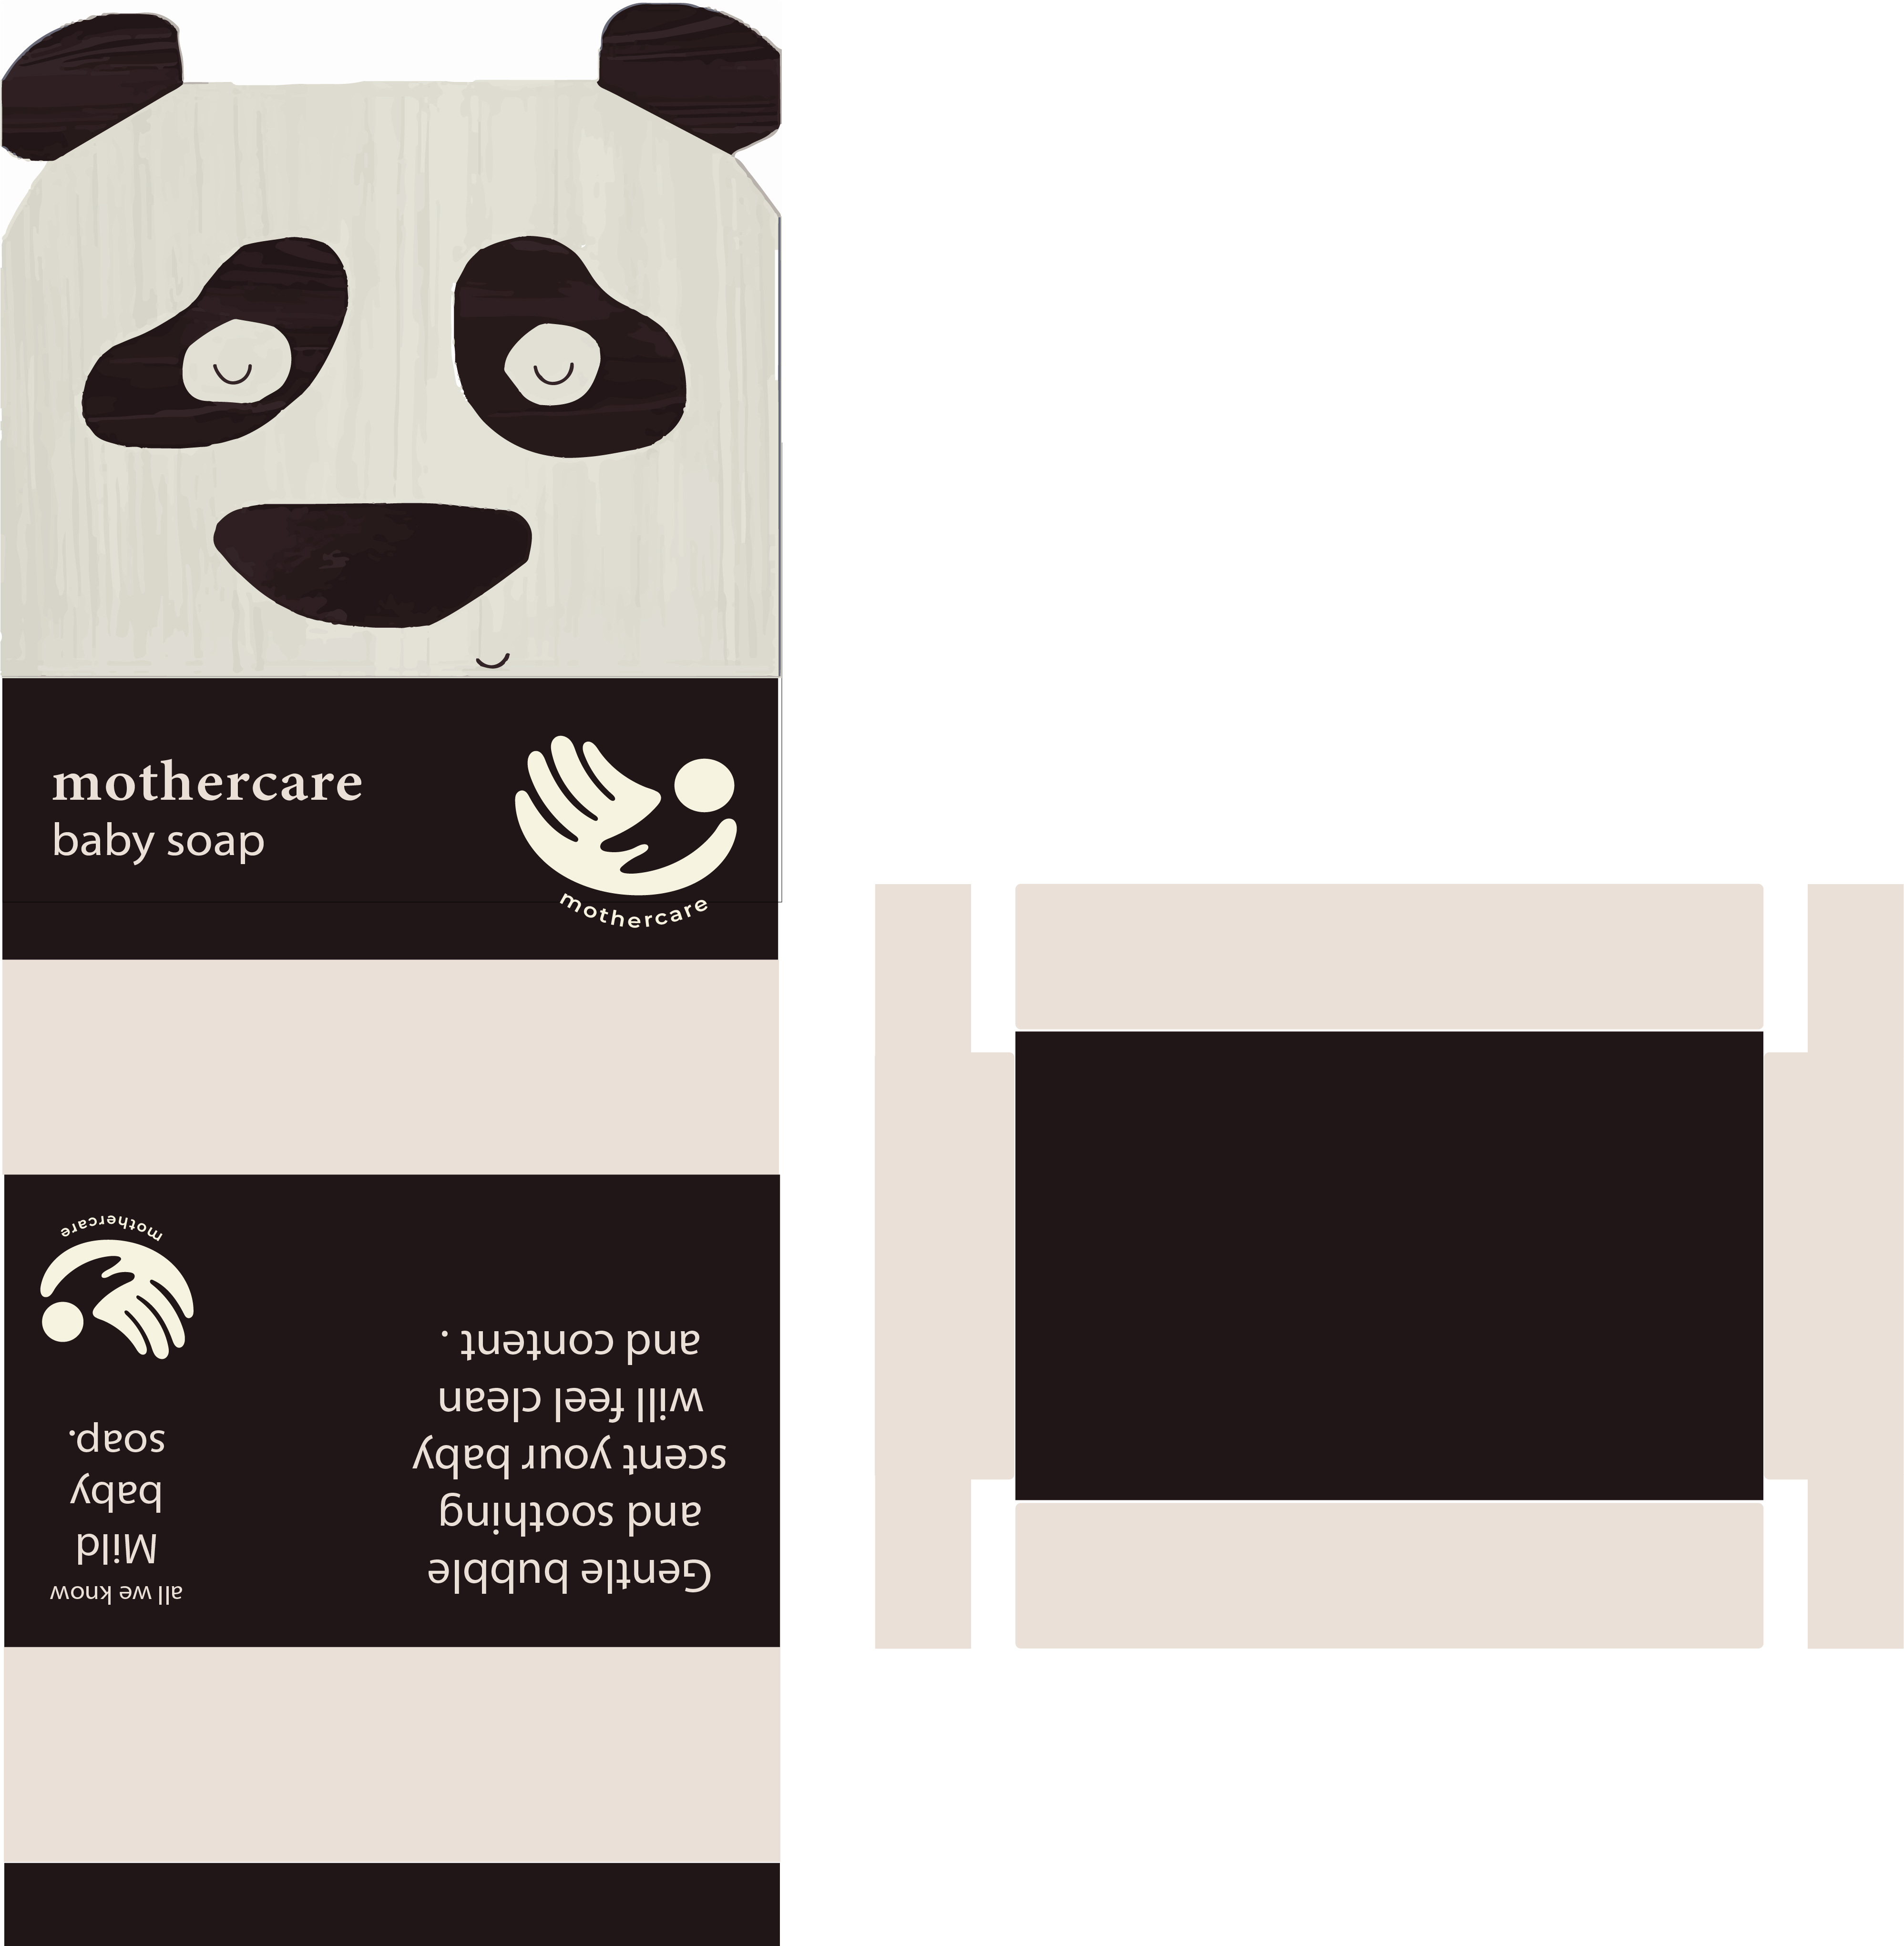 mothercare
baby soap
mothercare
mothercare
all we know
Mild
baby
soap.
Gentle bubble
and soothing
scent your baby
will feel clean
and content .